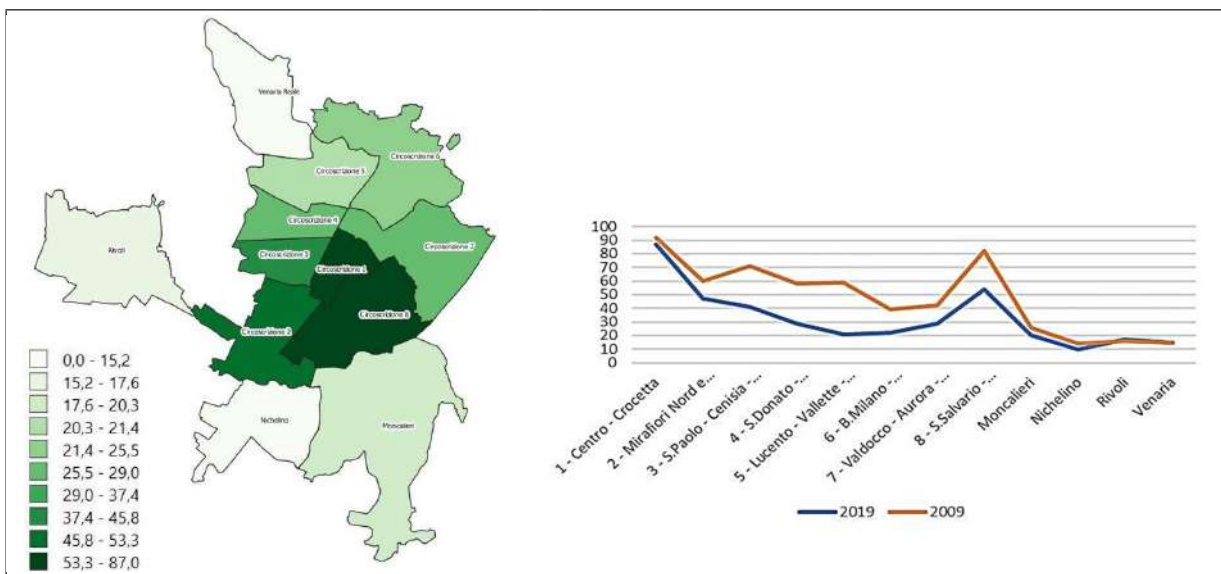 Venaria Reale
Circoscrizione 6
Circoscrizione 5
Circoscrizione 4
Circoscrizione 7
Rivoli
Circoscrizione 3
Circoscrizione 1
Circoscrizione 8
Circoscrizione 2
Nichelino
Moncalieri
0,0 - 15,2
15,2 - 17,6
17,6 - 20,3
20,3 - 21,4
21,4 - 25,5
25,5 - 29,0
29,0 - 37,4
37,4 - 45,8
45,8 - 53,3
53,3 - 87,0
100
90
80
70
60
50
40
30
20
10
0
1 - Centro - Crocetta
2 - Mirafiori Nord e...
3 - S.Paolo - Cenisia -...
4 - S.Donato -...
5 - Lucento - Vallette -...
6 - B.Milano -...
7 - Valdocco - Aurora -...
8 - S.Salvario -...
Moncalieri
Nichelino
Rivoli
Venaria
2019
2009